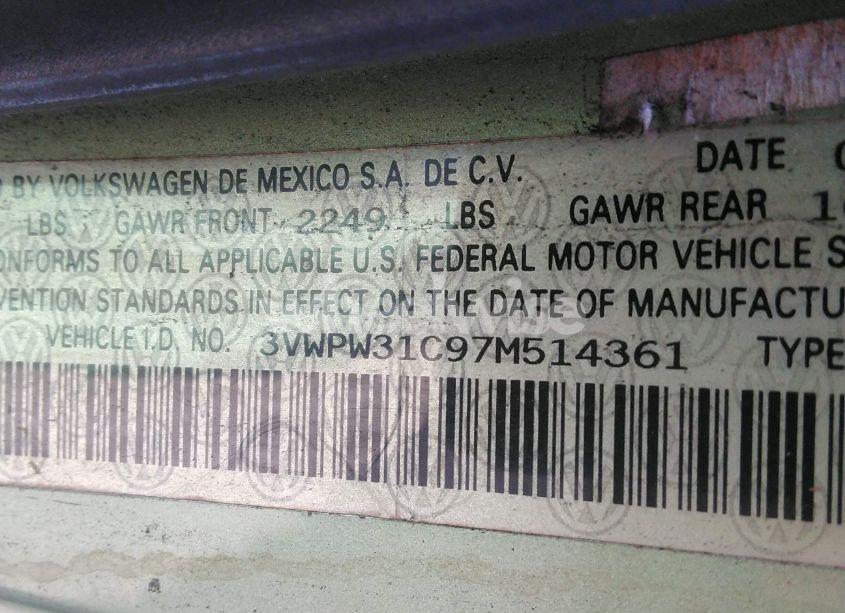 BY VOLKSWAGEN DE MEXICO S.A. DE C.V. DATE
LBS GAWR FRONT 2249 LBS GAWR REAR
CONFORMS TO ALL APPLICABLE U.S. FEDERAL MOTOR VEHICLE S
VENTION STANDARDS IN EFFECT ON THE DATE OF MANUFACTU
VEHICLE I.D. NO. 3VWPW31C97M514361 TYPE